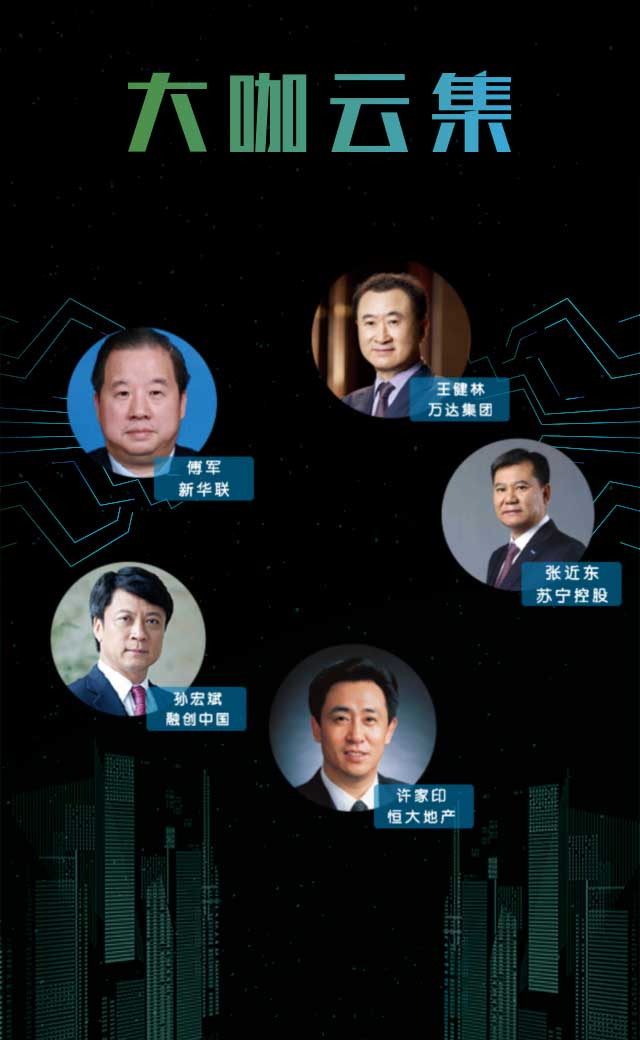 大咖云集
王健林
万达集团
傅军
新华联
张近东
苏宁控股
孙宏斌
融创中国
许家印
恒大地产